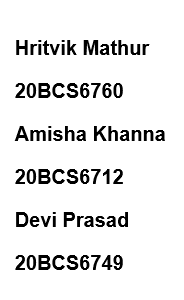 Hritvik Mathur
20BCS6760
Amisha Khanna
20BCS6712
Devi Prasad
20BCS6749